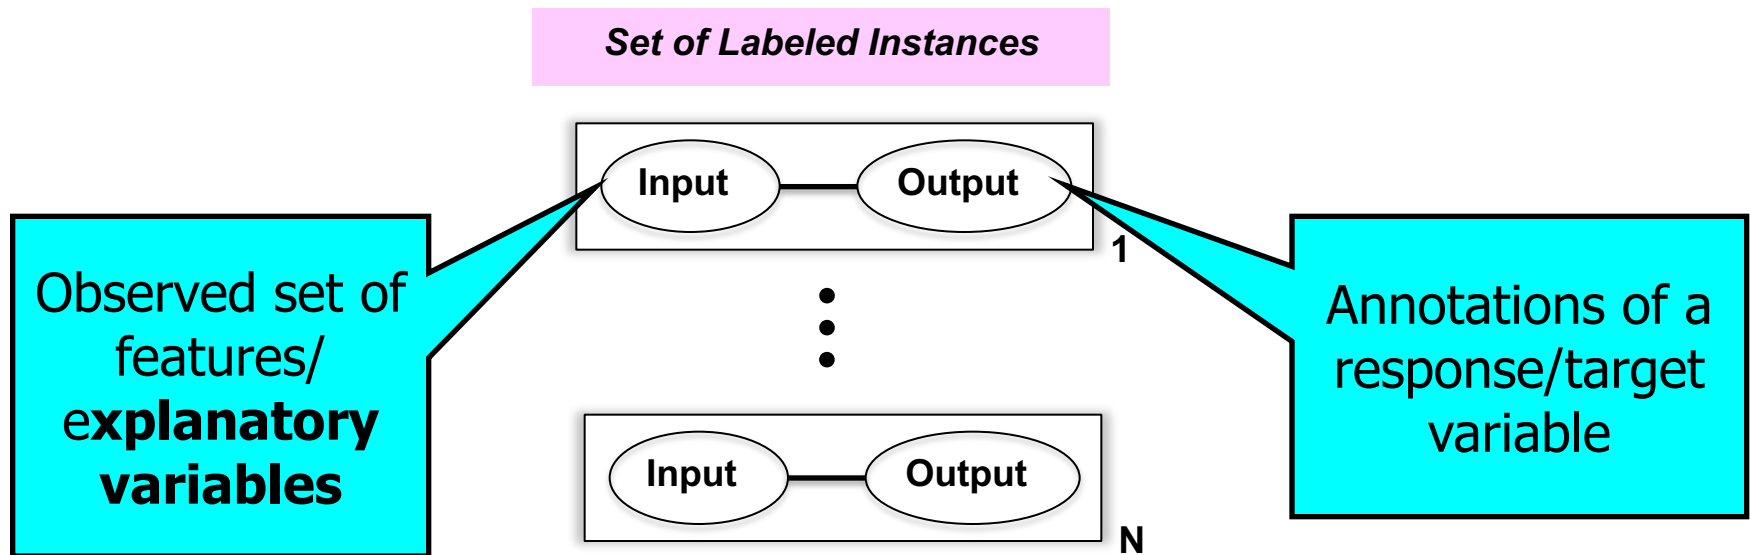 Set of Labeled Instances
Input
Output
1
Observed set of
features/
explanatory
variables
Annotations of a
response/target
variable
Input
Output
N